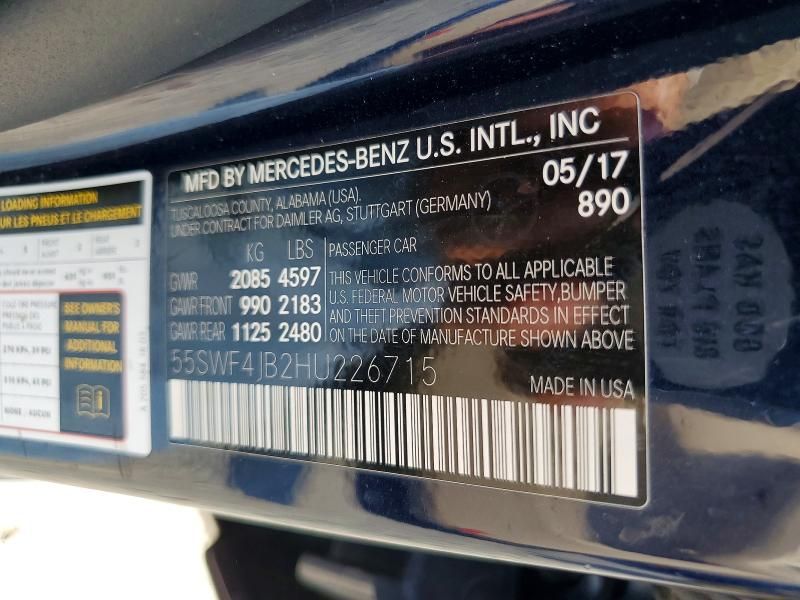 MFD BY MERCEDES-BENZ U.S. INTL., INC
TUSCALOOSA COUNTY, ALABAMA (USA).
UNDER CONTRACT FOR DAIMLER AG, STUTTGART (GERMANY)
05/17
890
KG LBS
GVWR 2085 4597
GAWR FRONT 990 2183
GAWR REAR 1125 2480
PASSENGER CAR
THIS VEHICLE CONFORMS TO ALL APPLICABLE
U.S. FEDERAL MOTOR VEHICLE SAFETY, BUMPER
AND THEFT PREVENTION STANDARDS IN EFFECT
ON THE DATE OF MANUFACTURE SHOWN ABOVE
55SWF4JB2HU226715
MADE IN USA
LOADING INFORMATION
UR LES PNEUS ET LE CHARGEMENT
SEE OWNER'S
MANUAL FOR
ADDITIONAL
INFORMATION
NONE / AUCUN